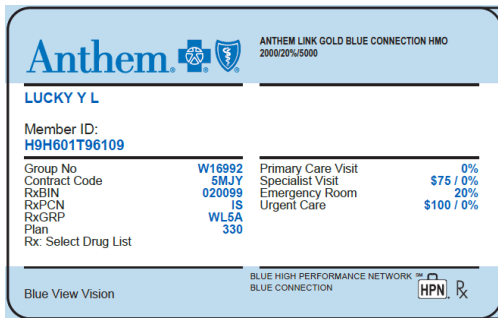 Anthem.
ANTHEM LINK GOLD BLUE CONNECTION HMO
2000/20%/5000
LUCKY Y L
Member ID:
H9H601T96109
Group No W16992
Contract Code 5MJY
RxBIN 020099
RxPCN IS
RxGRP WL5A
Plan 330
Rx: Select Drug List
Primary Care Visit 0%
Specialist Visit $75 / 0%
Emergency Room 20%
Urgent Care $100 / 0%
Blue View Vision
BLUE HIGH PERFORMANCE NETWORK ℠
BLUE CONNECTION
HPN.
Rx